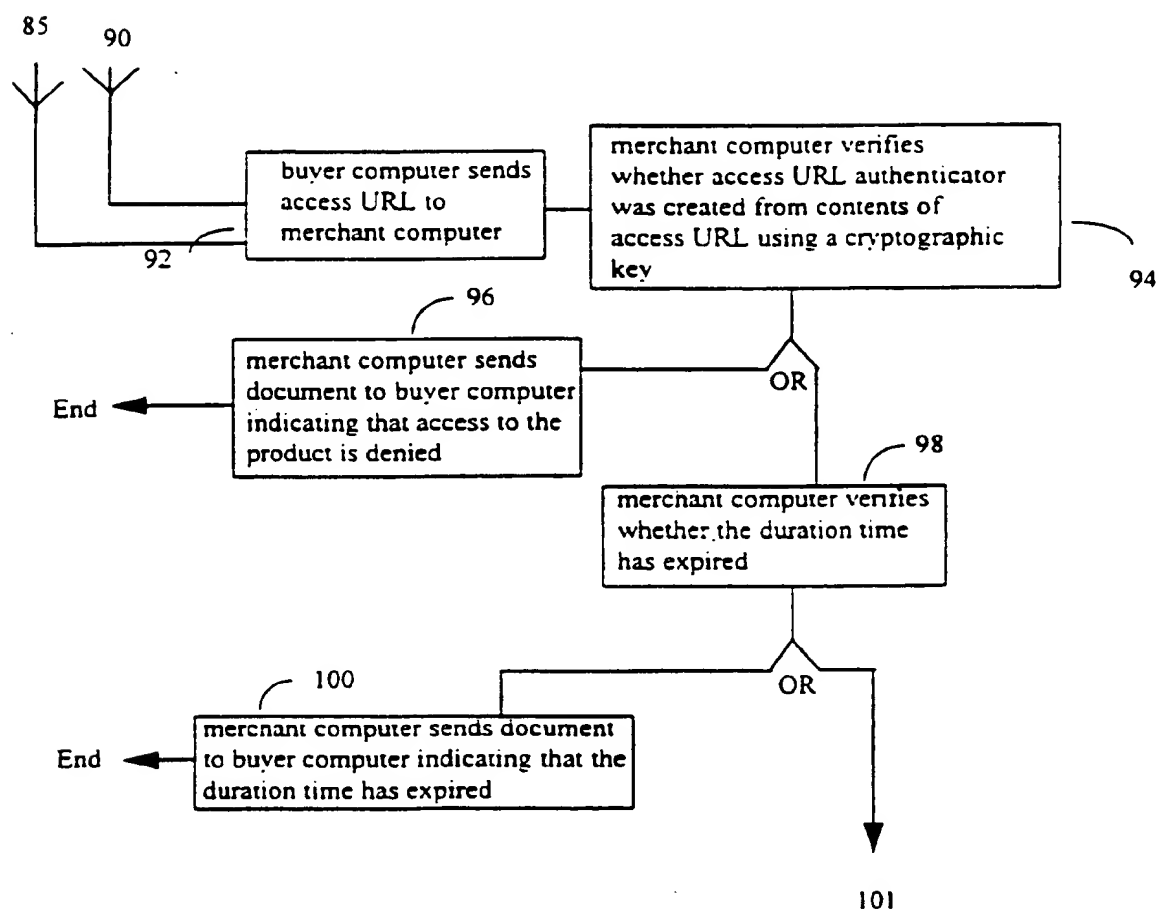 85
90
buyer computer sends
access URL to
merchant computer
92
merchant computer verifies
whether access URL authenticator
was created from contents of
access URL using a cryptographic
key
94
96
merchant computer sends
document to buyer computer
indicating that access to the
product is denied
End
OR
98
merchant computer verifies
whether the duration time
has expired
OR
100
merchant computer sends document
to buyer computer indicating that the
duration time has expired
End
101